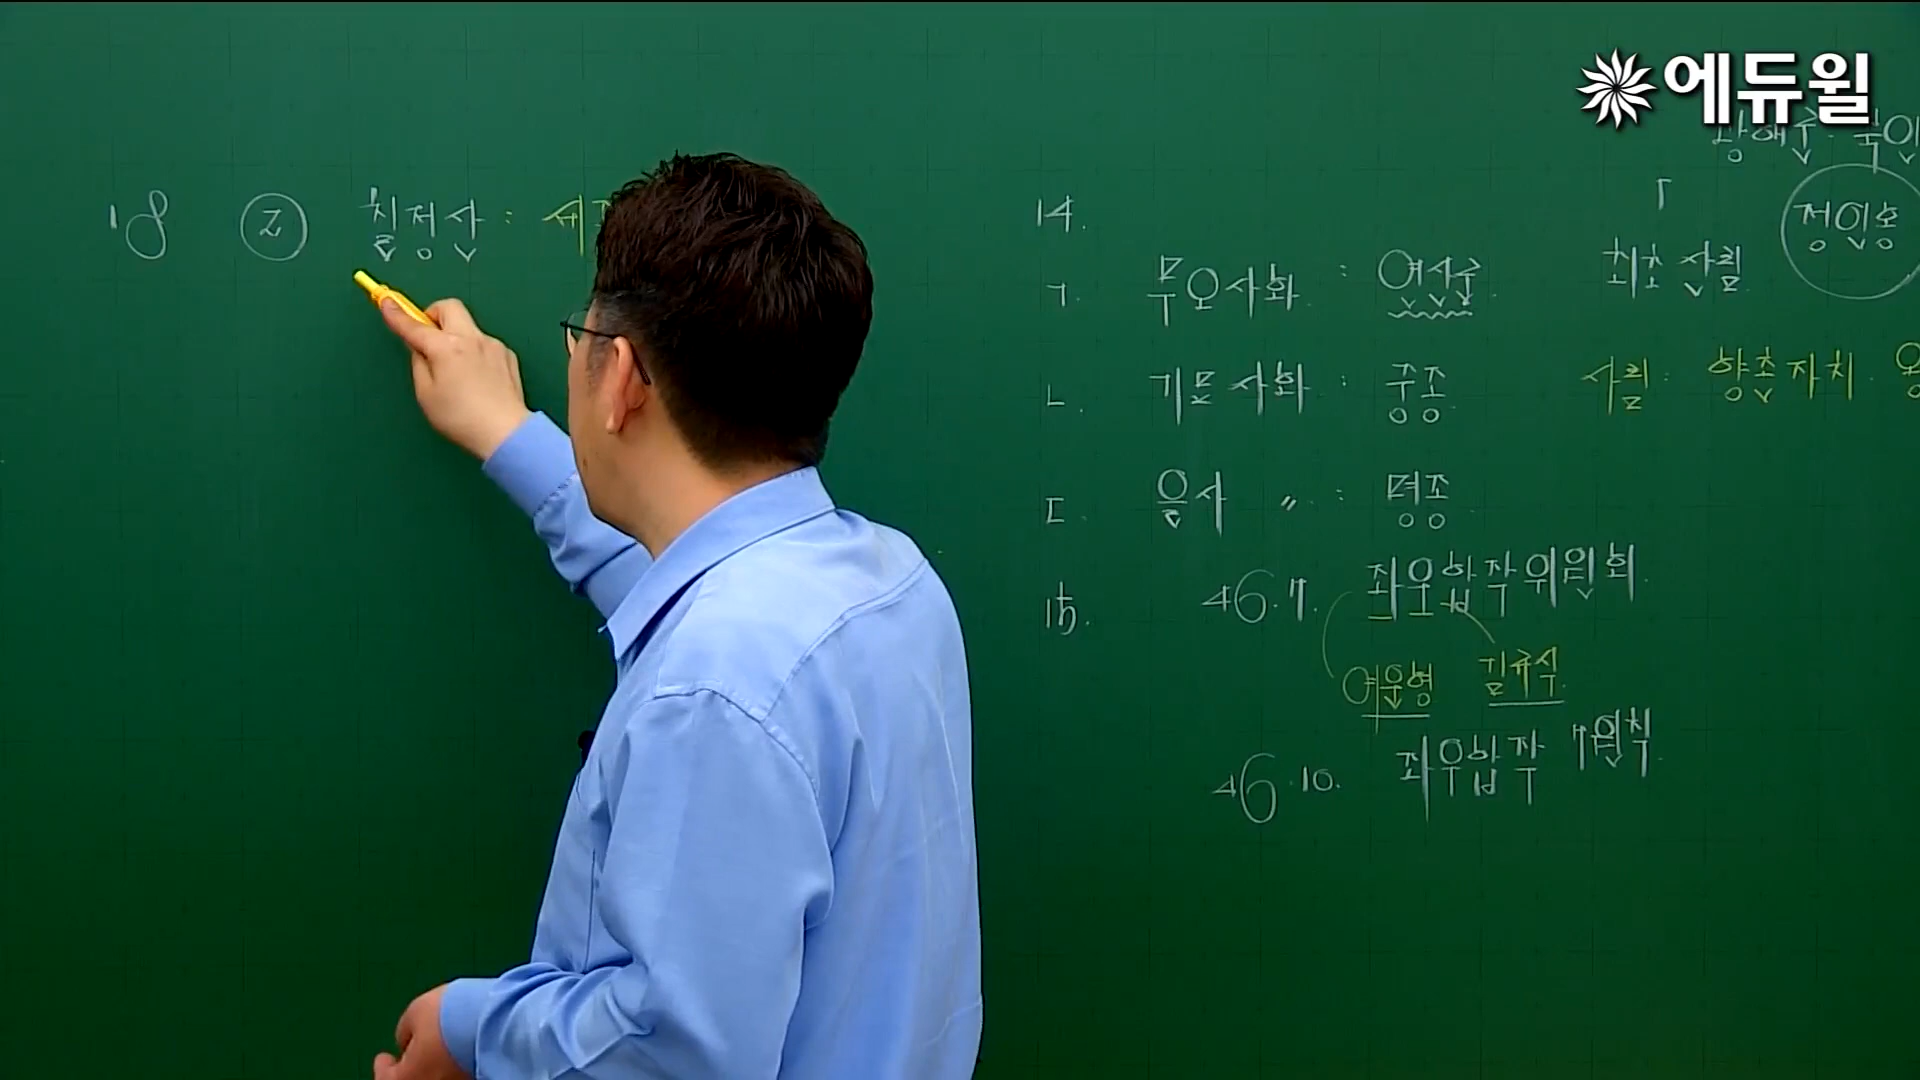 에듀윌
18 ② 칠정산 : 세
14.
ㄱ. 무오사화 : 연산군
최초 사림
정인홍
ㄴ. 기묘사화 : 중종
사림 : 향촌자치.
ㄷ. 을사 〃 : 명종
15. 46.7. 좌우합작위원회.
여운형 김규식
46.10. 좌우합작 7원칙.